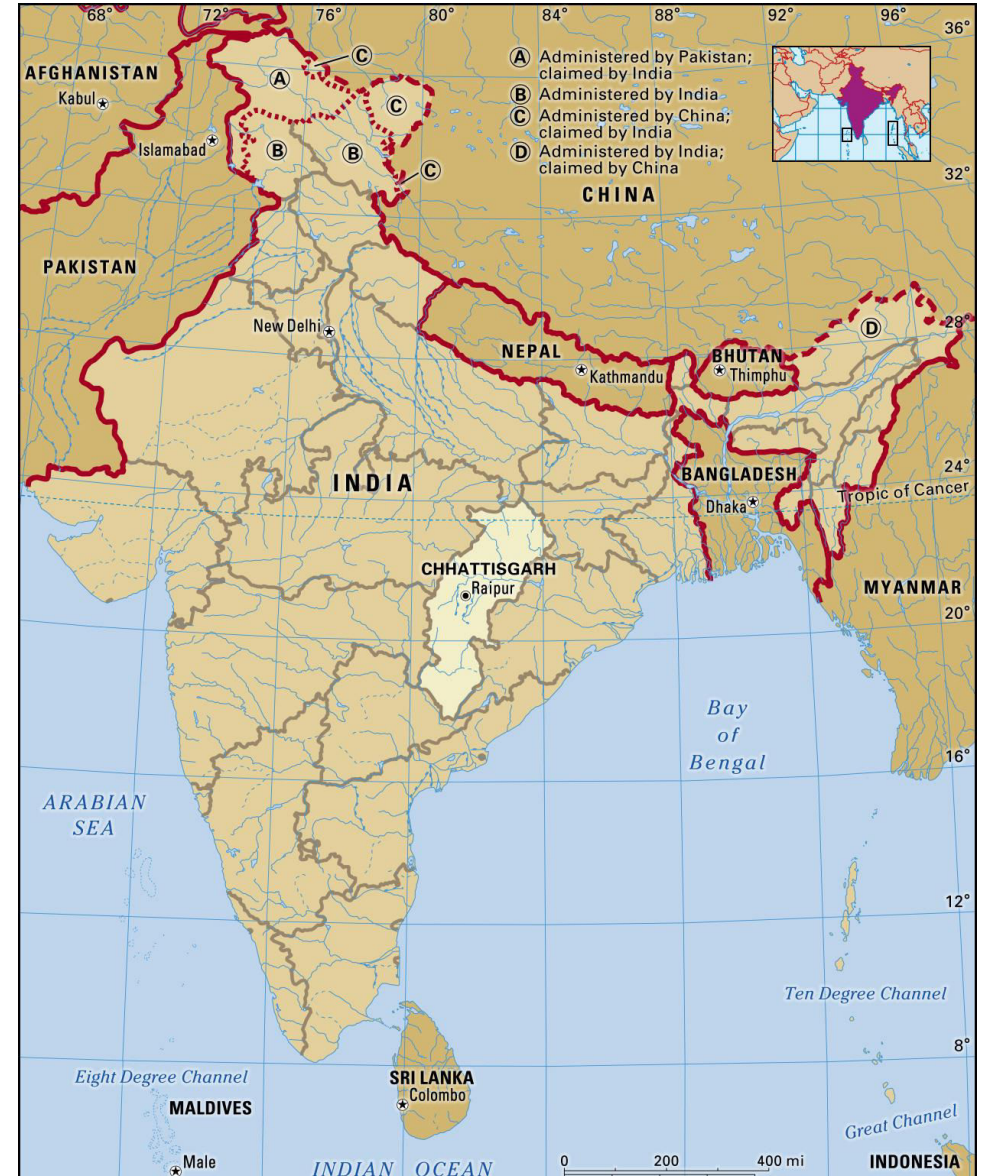 68°
72°
76°
80°
84°
88°
92°
96°
36°
AFGHANISTAN
Kabul
Islamabad
A
B
B
C
C
C
A Administered by Pakistan;
claimed by India
B Administered by India
C Administered by China;
claimed by India
D Administered by India;
claimed by China
32°
CHINA
PAKISTAN
New Delhi
NEPAL
Kathmandu
BHUTAN
Thimphu
D
28°
INDIA
BANGLADESH
Dhaka
24°
Tropic of Cancer
CHHATTISGARH
Raipur
MYANMAR
20°
Bay
of
Bengal
16°
ARABIAN
SEA
12°
Ten Degree Channel
8°
Eight Degree Channel
MALDIVES
Male
SRI LANKA
Colombo
Great Channel
INDONESIA
INDIAN OCEAN
0 200 400 mi